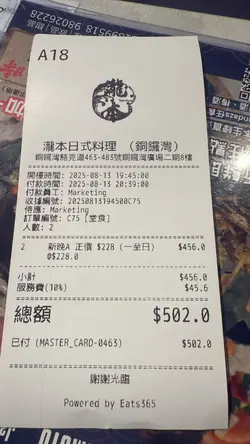 A18
瀧本日式料理 (銅鑼灣)
銅鑼灣駱克道463-483號銅鑼灣廣場二期8樓
開檯時間: 2025-08-13 19:45:00
付款時間: 2025-08-13 20:39:00
付款員工: Marketing
收據編號: 20250813194508C75
侍應: Marketing
訂單編號: C75 [堂食]
人數: 2
2 新晚A 正價 $228 (一至日) $456.0
@$228.0
小計 $456.0
服務費(10%) $45.6
總額 $502.0
已付 (MASTER_CARD-0463) $502.0
謝謝光臨
Powered by Eats365